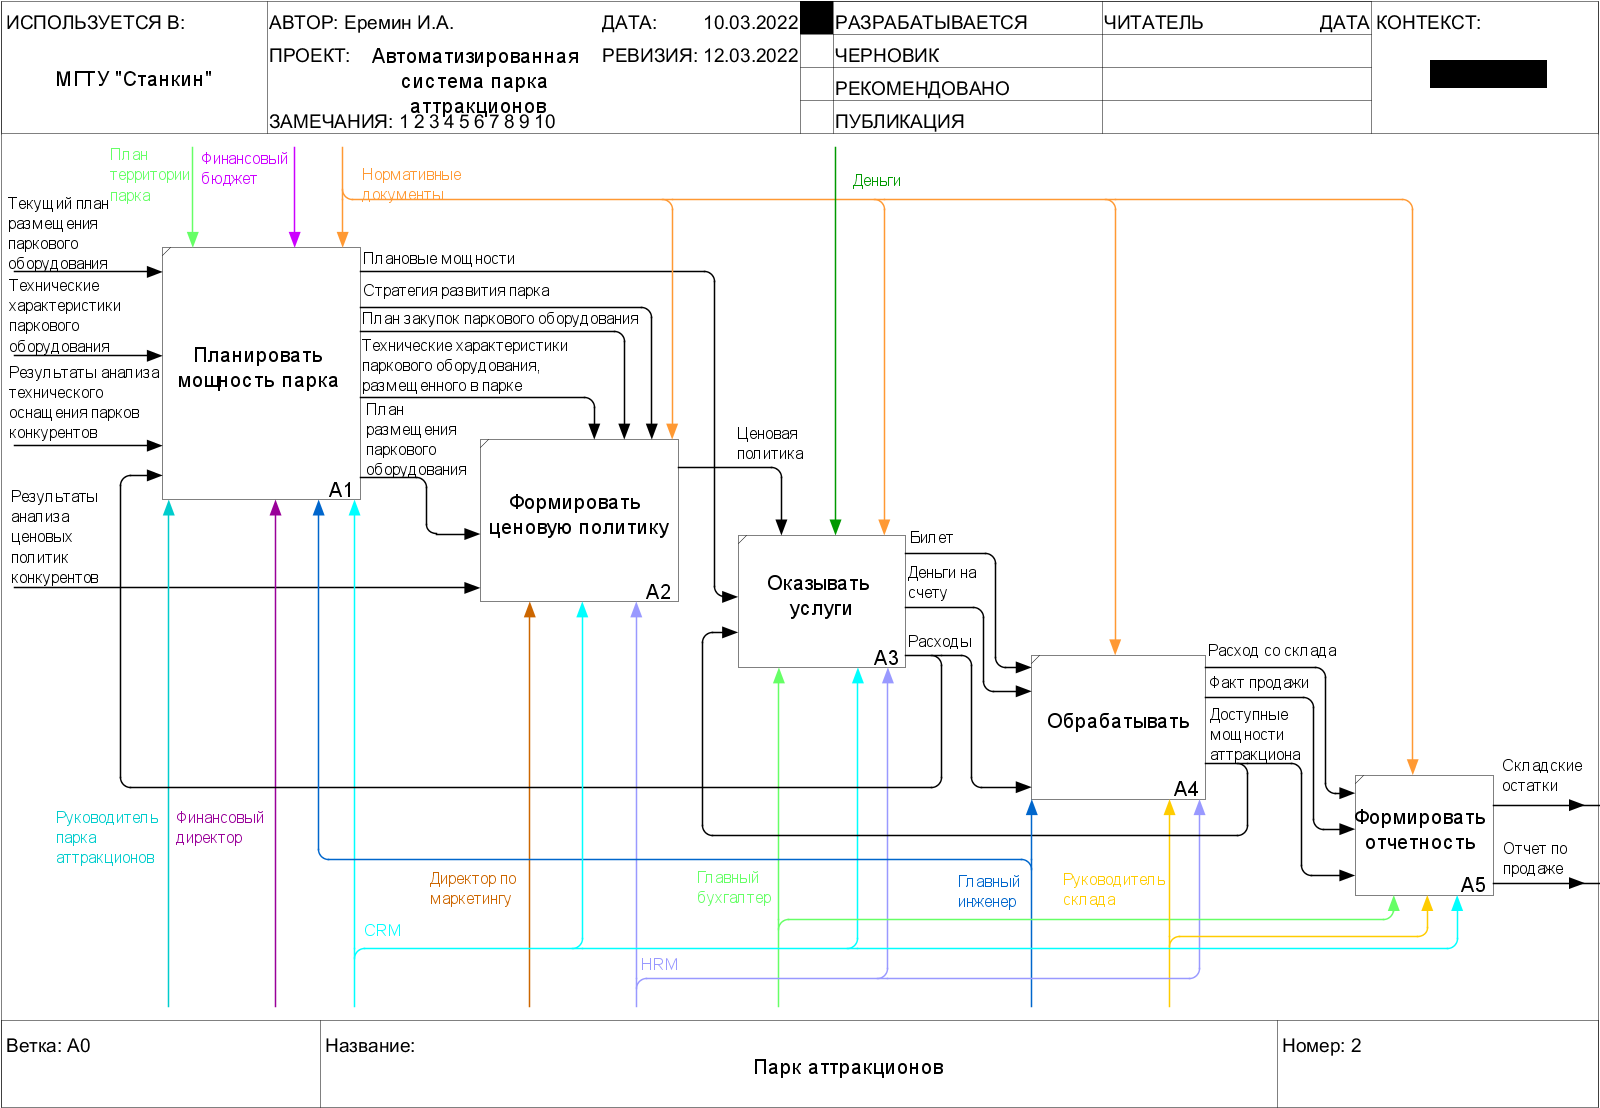 ИСПОЛЬЗУЕТСЯ В:
МГТУ "Станкин"
АВТОР: Еремин И.А.
ДАТА: 10.03.2022
ПРОЕКТ: Автоматизированная
система парка
аттракционов
РЕВИЗИЯ: 12.03.2022
ЗАМЕЧАНИЯ: 1 2 3 4 5 6 7 8 9 10
РАЗРАБАТЫВАЕТСЯ
ЧЕРНОВИК
РЕКОМЕНДОВАНО
ПУБЛИКАЦИЯ
ЧИТАТЕЛЬ
ДАТА
КОНТЕКСТ:
План
территории
парка
Финансовый
бюджет
Нормативные
документы
Деньги
Текущий план
размещения
паркового
оборудования
Технические
характеристики
паркового
оборудования
Результаты анализа
технического
оснащения парков
конкурентов
Результаты
анализа
ценовых
политик
конкурентов
Планировать
мощность парка
A1
Плановые мощности
Стратегия развития парка
План закупок паркового оборудования
Технические характеристики
паркового оборудования,
размещенного в парке
План
размещения
паркового
оборудования
Формировать
ценовую политику
A2
Ценовая
политика
Оказывать
услуги
A3
Билет
Деньги на
счету
Расходы
Обрабатывать
A4
Расход со склада
Факт продажи
Доступные
мощности
аттракциона
Формировать
отчетность
A5
Складские
остатки
Отчет по
продаже
Руководитель
парка
аттракционов
Финансовый
директор
CRM
Директор по
маркетингу
HRM
Главный
бухгалтер
Главный
инженер
Руководитель
склада
Ветка: A0
Название:
Парк аттракционов
Номер: 2